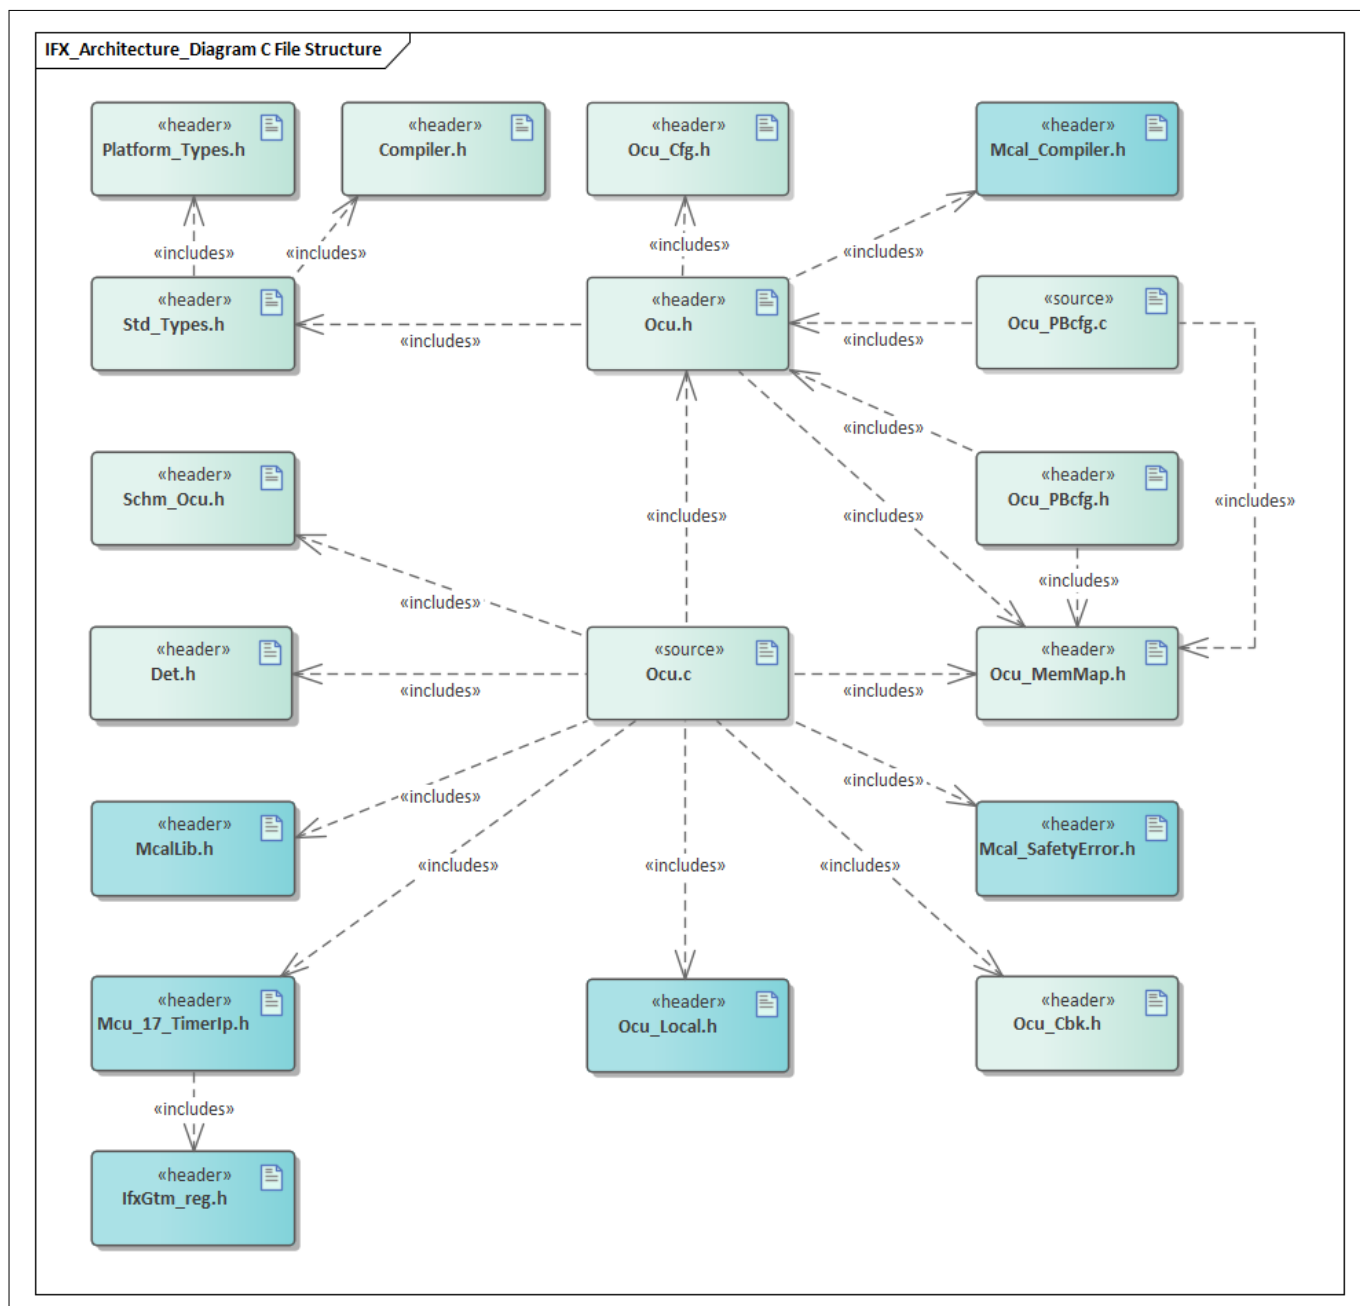 IFX_Architecture_Diagram C File Structure
«header»
Platform_Types.h
«header»
Compiler.h
«header»
Ocu_Cfg.h
«header»
Mcal_Compiler.h
«includes»
«includes»
«includes»
«includes»
«header»
Std_Types.h
«header»
Ocu.h
«source»
Ocu_PBcfg.c
«includes»
«includes»
«includes»
«header»
Schm_Ocu.h
«header»
Ocu_PBcfg.h
«includes»
«includes»
«includes»
«includes»
«includes»
«header»
Det.h
«source»
Ocu.c
«header»
Ocu_MemMap.h
«includes»
«includes»
«includes»
«includes»
«header»
McalLib.h
«header»
Mcal_SafetyError.h
«includes»
«includes»
«includes»
«header»
Mcu_17_TimerIp.h
«header»
Ocu_Local.h
«header»
Ocu_Cbk.h
«includes»
«header»
IfxGtm_reg.h